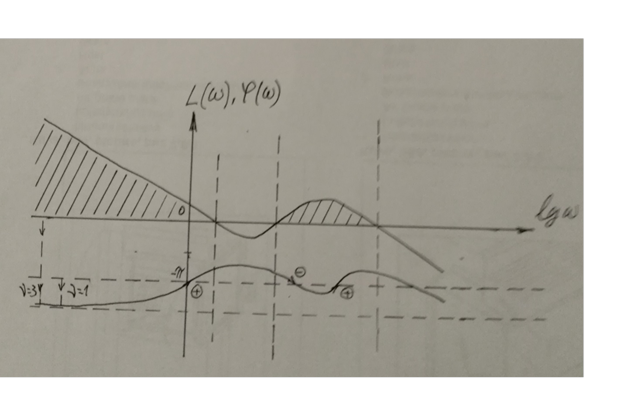 L(ω), φ(ω)
0
lg ω
-π
ν=3
ν=1
⊕
⊖
⊕